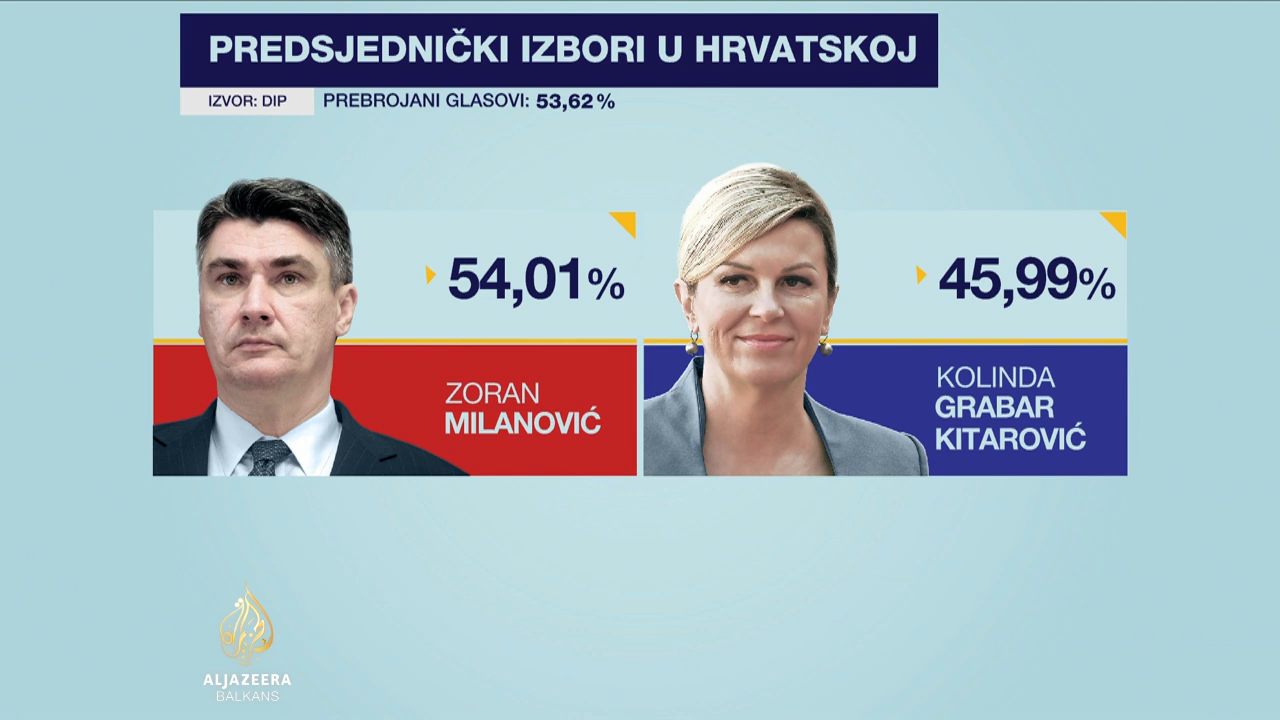 PREDSJEDNIČKI IZBORI U HRVATSKOJ
IZVOR: DIP PREBROJANI GLASOVI: 53,62%
54,01%
ZORAN
MILANOVIĆ
45,99%
KOLINDA
GRABAR
KITAROVIĆ
ALJAZEERA
BALKANS